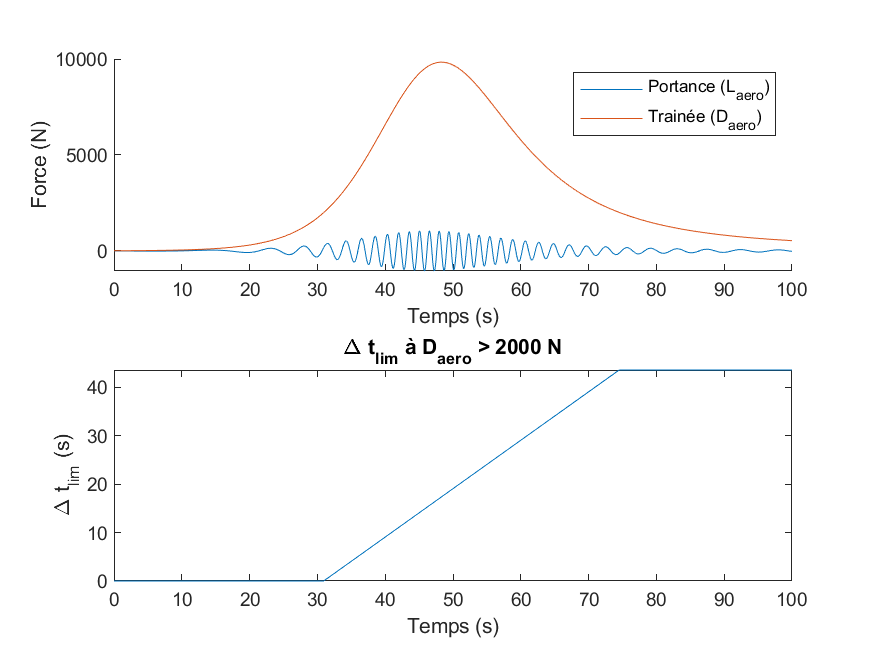 10000
5000
0
Force (N)
Portance (L_aero)
Trainée (D_aero)
0 10 20 30 40 50 60 70 80 90 100
Temps (s)
Δ t_lim à D_aero > 2000 N
40
30
20
10
0
Δ t_lim (s)
0 10 20 30 40 50 60 70 80 90 100
Temps (s)